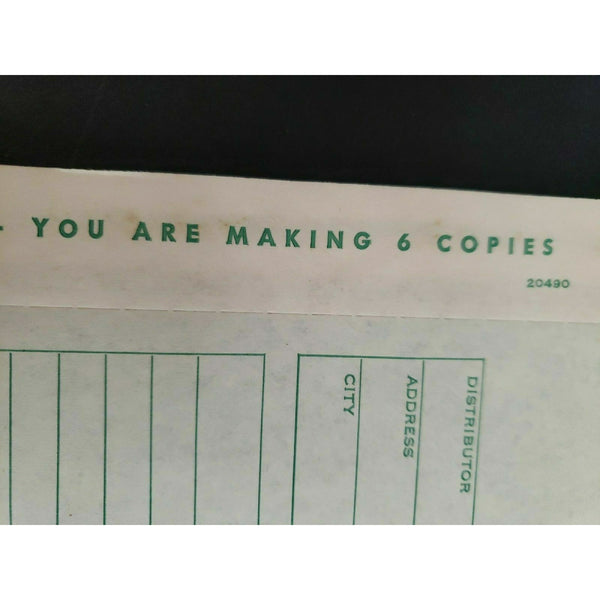 - YOU ARE MAKING 6 COPIES
20490
DISTRIBUTOR
ADDRESS
CITY